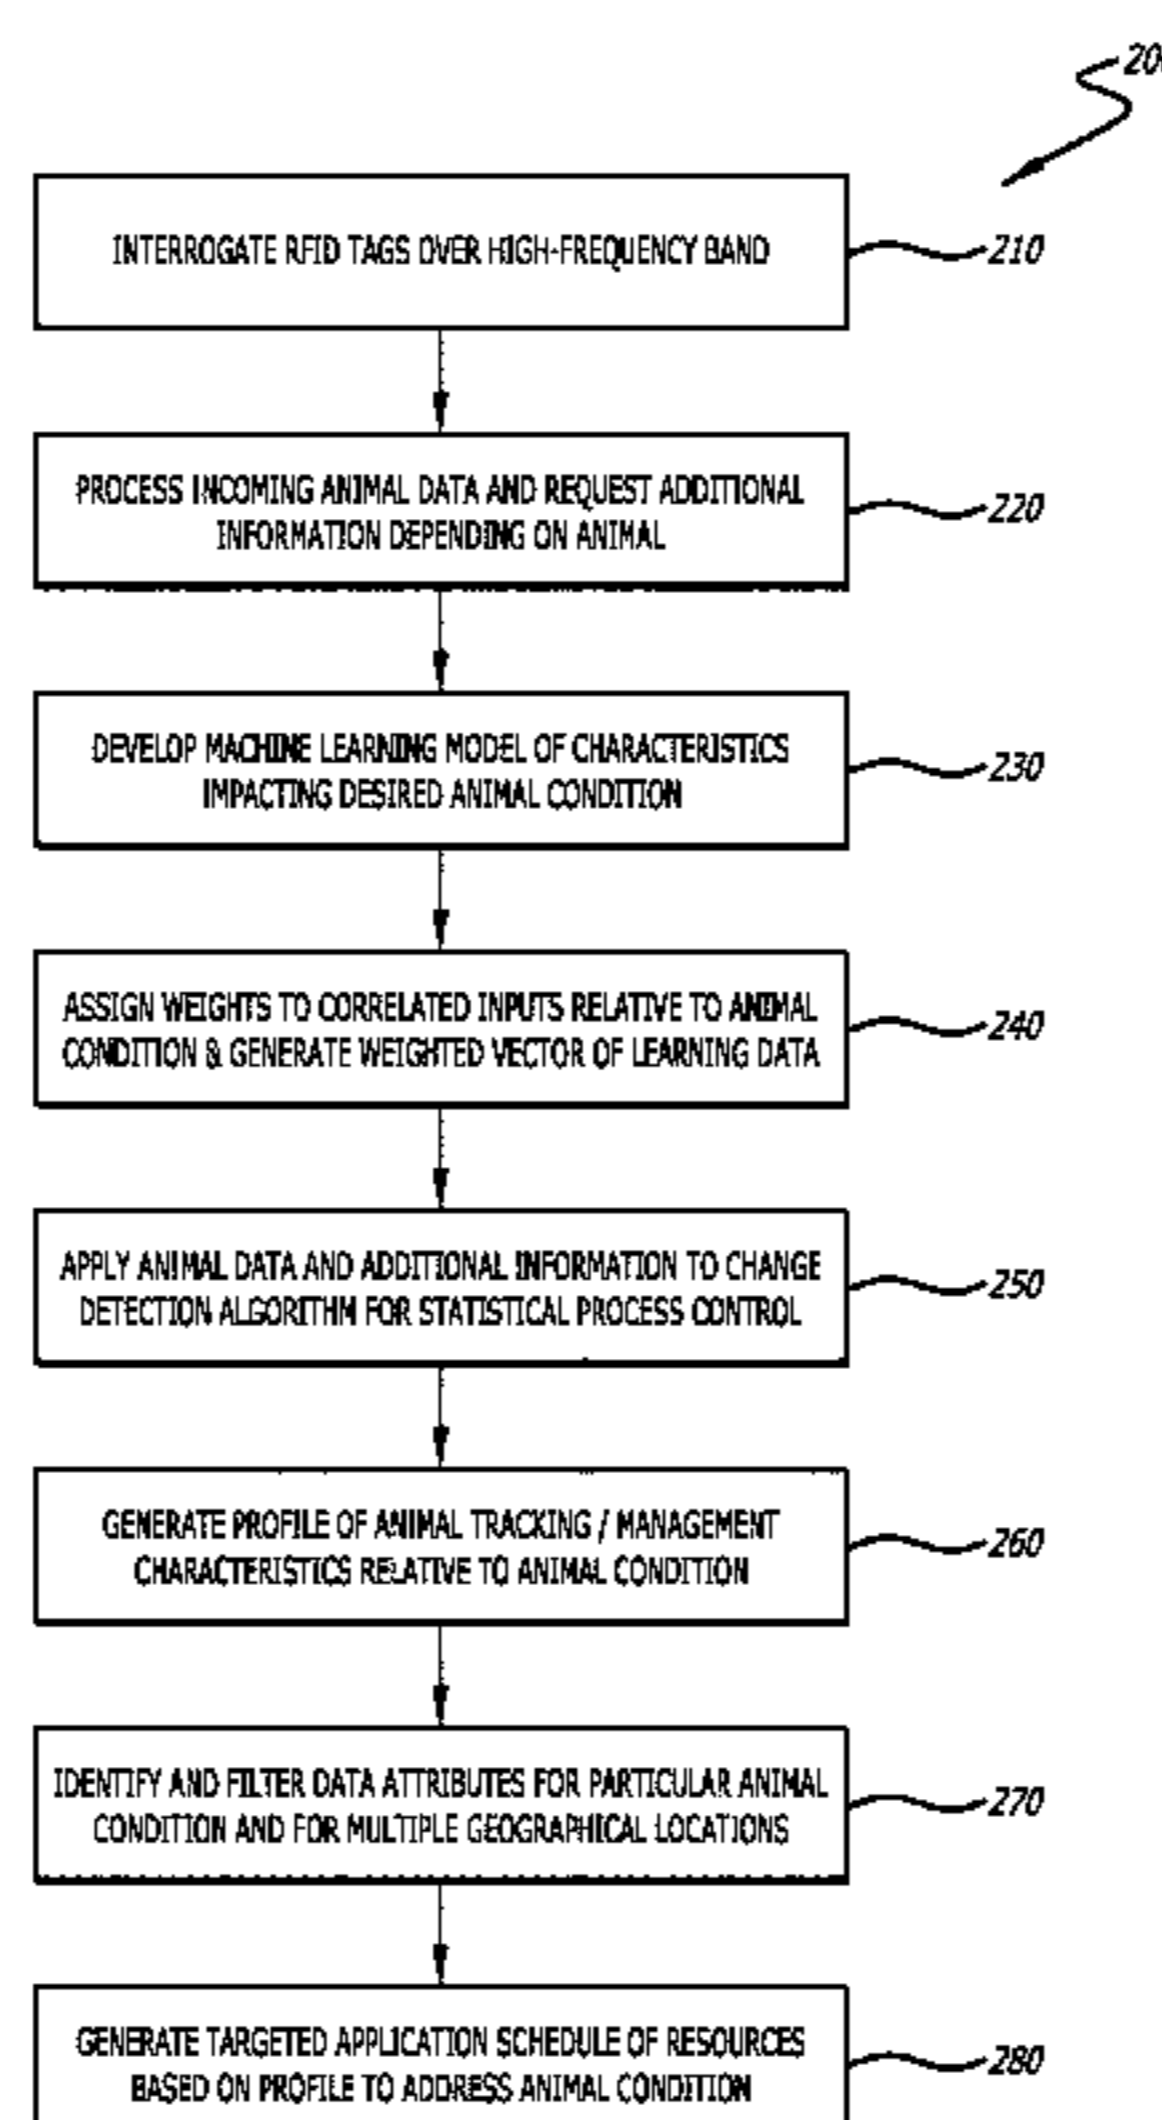 INTERROGATE RFID TAGS OVER HIGH-FREQUENCY BAND
210
PROCESS INCOMING ANIMAL DATA AND REQUEST ADDITIONAL
INFORMATION DEPENDING ON ANIMAL
220
DEVELOP MACHINE LEARNING MODEL OF CHARACTERISTICS
IMPACTING DESIRED ANIMAL CONDITION
230
ASSIGN WEIGHTS TO CORRELATED INPUTS RELATIVE TO ANIMAL
CONDITION & GENERATE WEIGHTED VECTOR OF LEARNING DATA
240
APPLY ANIMAL DATA AND ADDITIONAL INFORMATION TO CHANGE
DETECTION ALGORITHM FOR STATISTICAL PROCESS CONTROL
250
GENERATE PROFILE OF ANIMAL TRACKING / MANAGEMENT
CHARACTERISTICS RELATIVE TO ANIMAL CONDITION
260
IDENTIFY AND FILTER DATA ATTRIBUTES FOR PARTICULAR ANIMAL
CONDITION AND FOR MULTIPLE GEOGRAPHICAL LOCATIONS
270
GENERATE TARGETED APPLICATION SCHEDULE OF RESOURCES
BASED ON PROFILE TO ADDRESS ANIMAL CONDITION
280